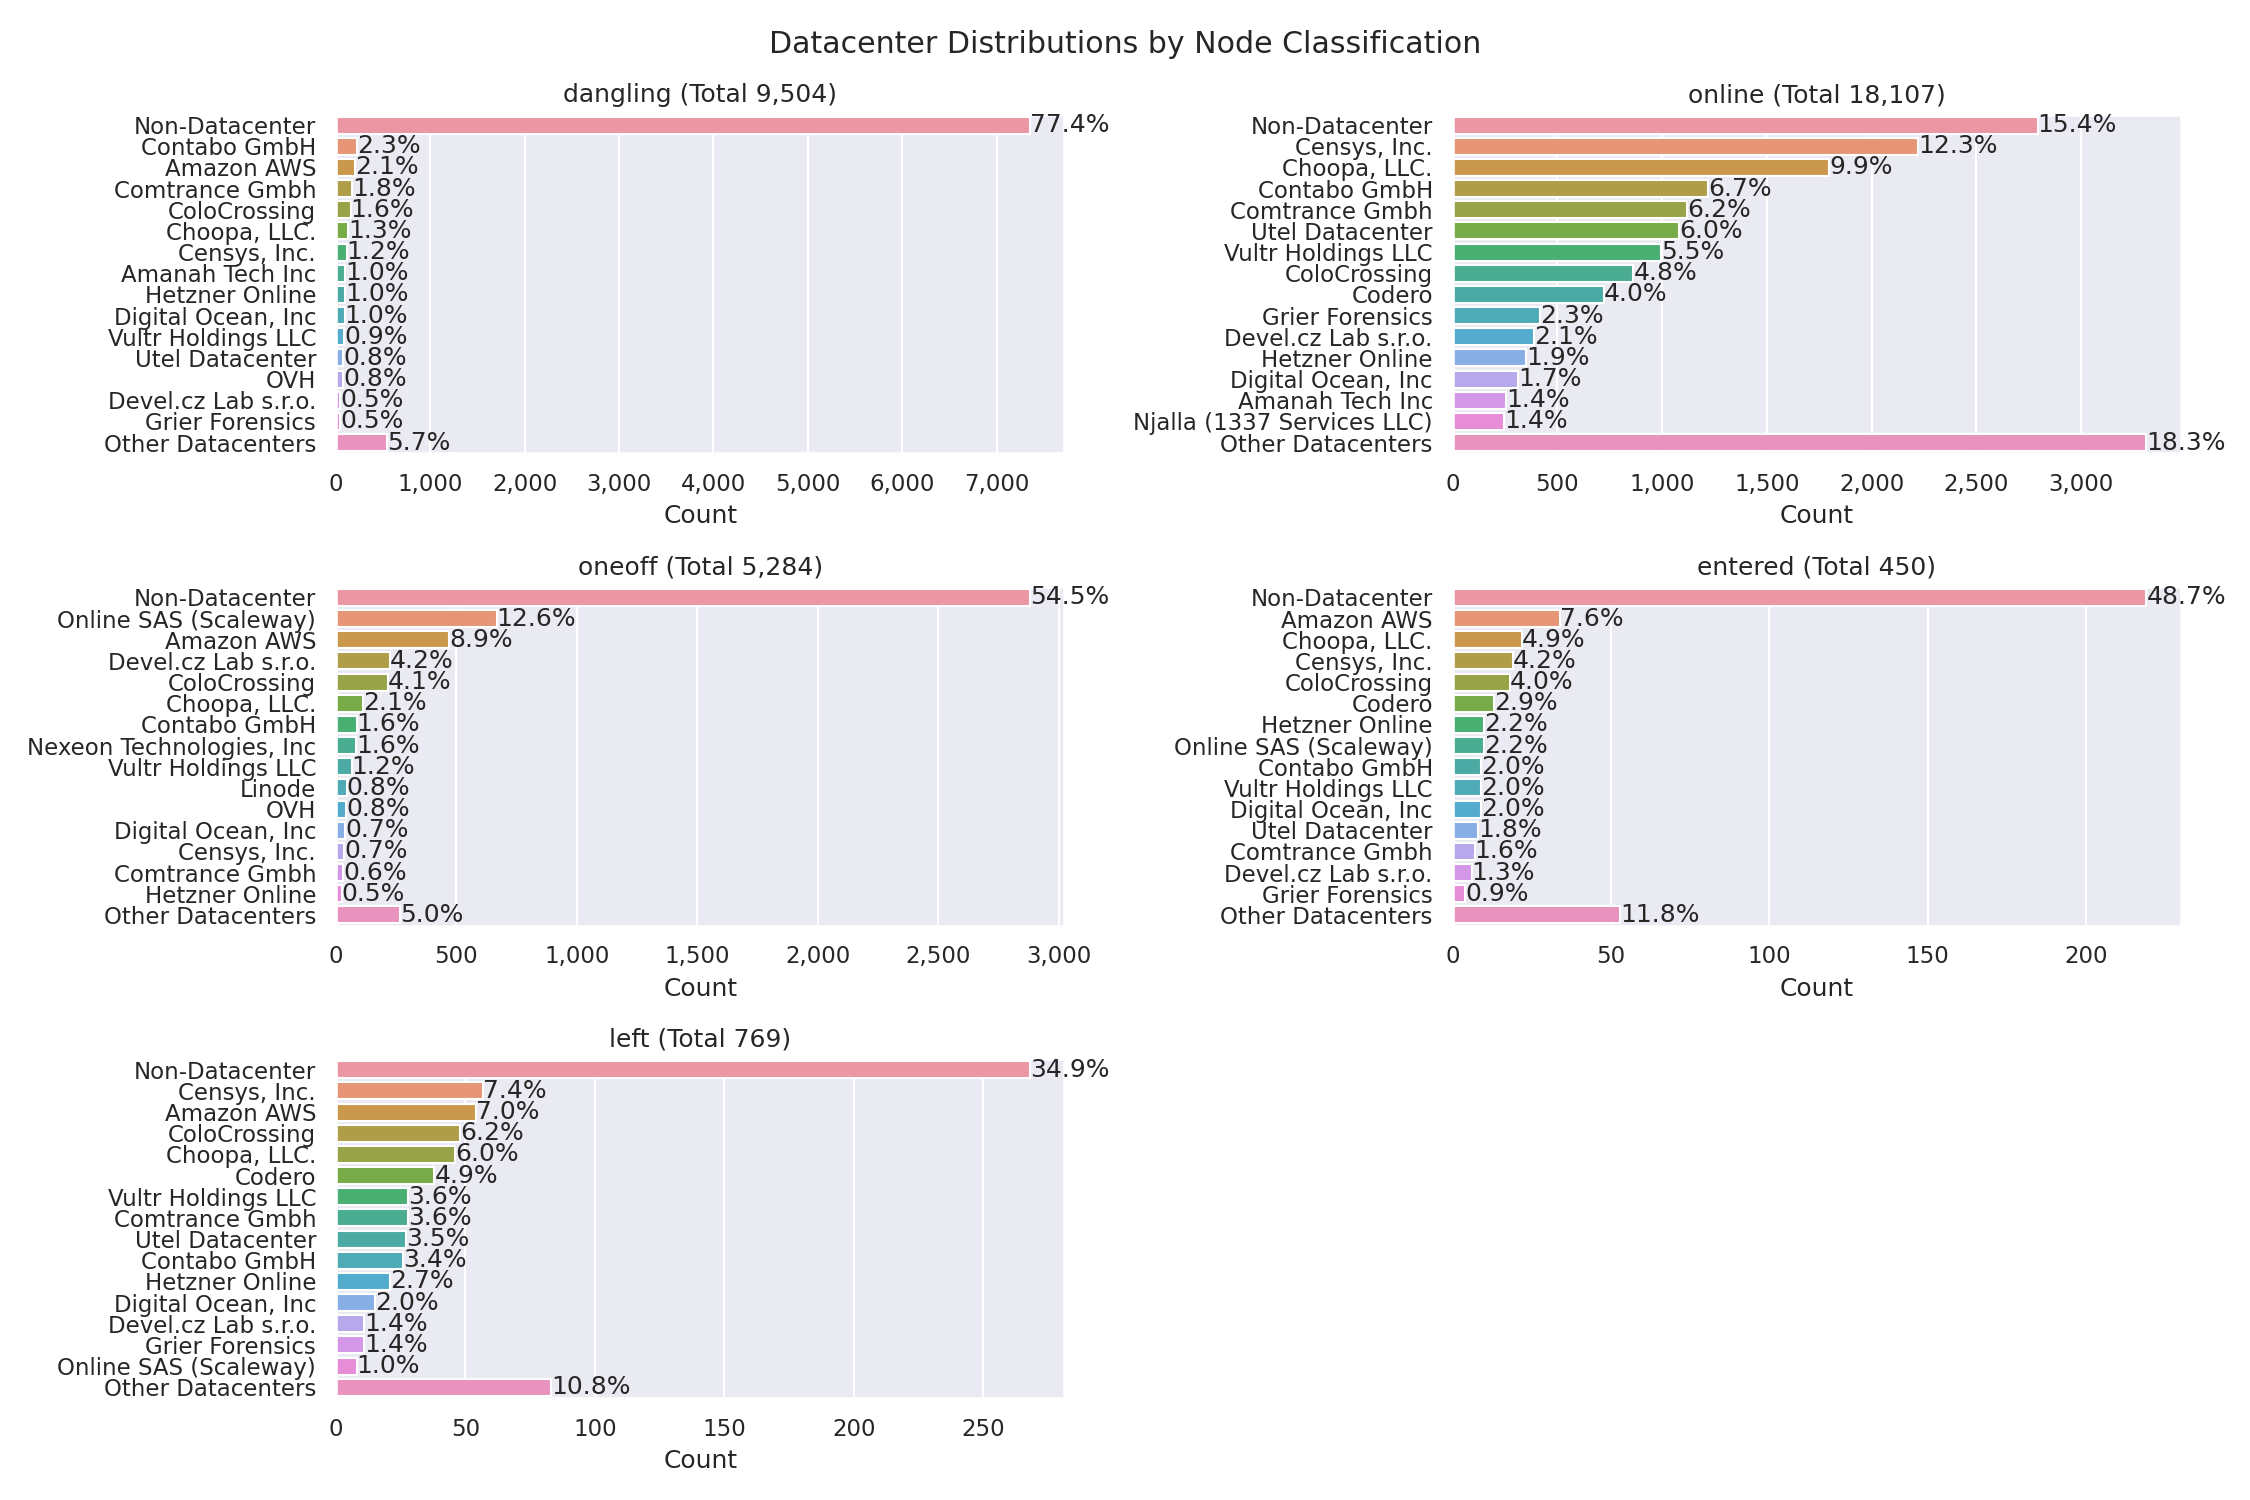 Datacenter Distributions by Node Classification
dangling (Total 9,504)
Non-Datacenter 77.4%
Contabo GmbH 2.3%
Amazon AWS 2.1%
Comtrance Gmbh 1.8%
ColoCrossing 1.6%
Choopa, LLC. 1.3%
Censys, Inc. 1.2%
Amanah Tech Inc 1.0%
Hetzner Online 1.0%
Digital Ocean, Inc 1.0%
Vultr Holdings LLC 0.9%
Utel Datacenter 0.8%
OVH 0.8%
Devel.cz Lab s.r.o. 0.5%
Grier Forensics 0.5%
Other Datacenters 5.7%
0 1,000 2,000 3,000 4,000 5,000 6,000 7,000
Count
online (Total 18,107)
Non-Datacenter 15.4%
Censys, Inc. 12.3%
Choopa, LLC. 9.9%
Contabo GmbH 6.7%
Comtrance Gmbh 6.2%
Utel Datacenter 6.0%
Vultr Holdings LLC 5.5%
ColoCrossing 4.8%
Codero 4.0%
Grier Forensics 2.3%
Devel.cz Lab s.r.o. 2.1%
Hetzner Online 1.9%
Digital Ocean, Inc 1.7%
Amanah Tech Inc 1.4%
Njalla (1337 Services LLC) 1.4%
Other Datacenters 18.3%
0 500 1,000 1,500 2,000 2,500 3,000
Count
oneoff (Total 5,284)
Non-Datacenter 54.5%
Online SAS (Scaleway) 12.6%
Amazon AWS 8.9%
Devel.cz Lab s.r.o. 4.2%
ColoCrossing 4.1%
Choopa, LLC. 2.1%
Contabo GmbH 1.6%
Nexeon Technologies, Inc 1.6%
Vultr Holdings LLC 1.2%
Linode 0.8%
OVH 0.8%
Digital Ocean, Inc 0.7%
Censys, Inc. 0.7%
Comtrance Gmbh 0.6%
Hetzner Online 0.5%
Other Datacenters 5.0%
0 500 1,000 1,500 2,000 2,500 3,000
Count
entered (Total 450)
Non-Datacenter 48.7%
Amazon AWS 7.6%
Choopa, LLC. 4.9%
Censys, Inc. 4.2%
ColoCrossing 4.0%
Codero 2.9%
Hetzner Online 2.2%
Online SAS (Scaleway) 2.2%
Contabo GmbH 2.0%
Vultr Holdings LLC 2.0%
Digital Ocean, Inc 2.0%
Utel Datacenter 1.8%
Comtrance Gmbh 1.6%
Devel.cz Lab s.r.o. 1.3%
Grier Forensics 0.9%
Other Datacenters 11.8%
0 50 100 150 200
Count
left (Total 769)
Non-Datacenter 34.9%
Censys, Inc. 7.4%
Amazon AWS 7.0%
ColoCrossing 6.2%
Choopa, LLC. 6.0%
Codero 4.9%
Vultr Holdings LLC 3.6%
Comtrance Gmbh 3.6%
Utel Datacenter 3.5%
Contabo GmbH 3.4%
Hetzner Online 2.7%
Digital Ocean, Inc 2.0%
Devel.cz Lab s.r.o. 1.4%
Grier Forensics 1.4%
Online SAS (Scaleway) 1.0%
Other Datacenters 10.8%
0 50 100 150 200 250
Count